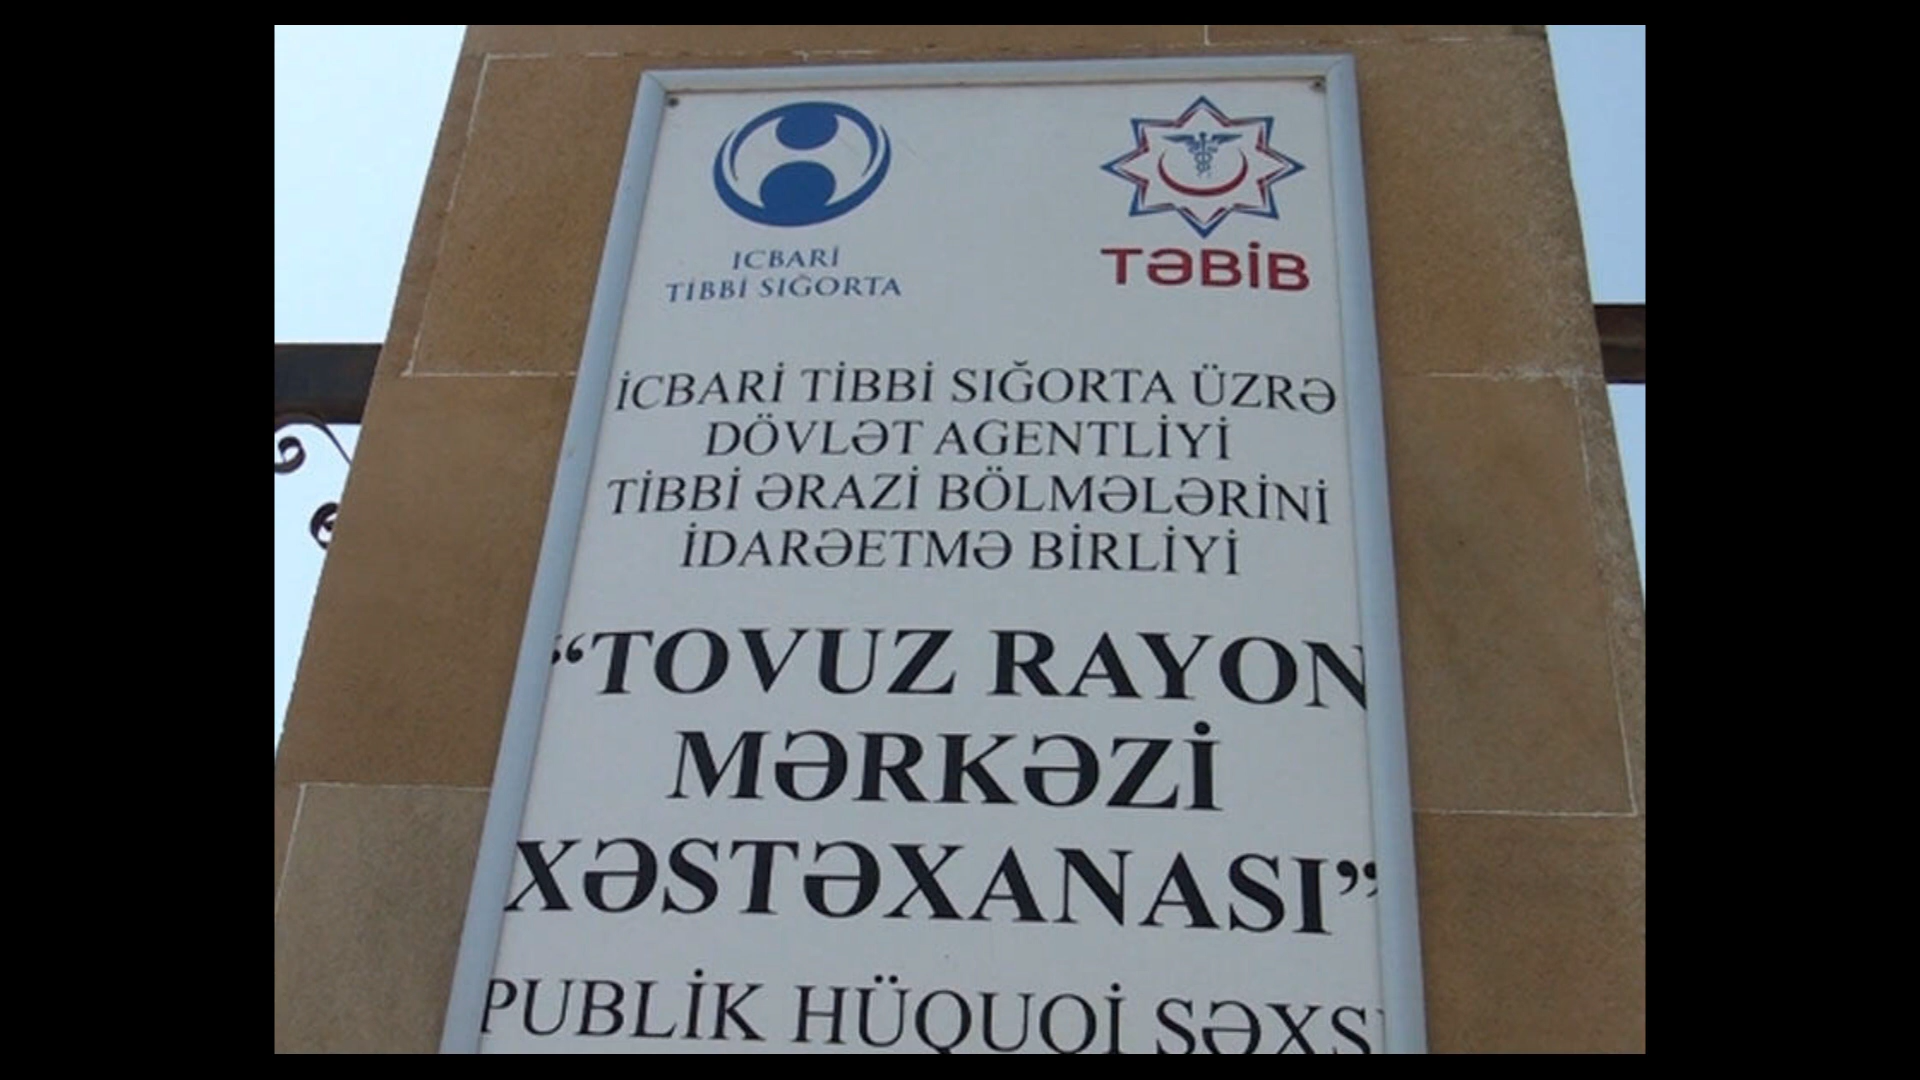 ICBARİ
TİBBİ SIĞORTA
TƏBİB
İCBARİ TİBBİ SIĞORTA ÜZRƏ
DÖVLƏT AGENTLİYİ
TİBBİ ƏRAZİ BÖLMƏLƏRİNİ
İDARƏETMƏ BİRLİYİ
“TOVUZ RAYON
MƏRKƏZİ
XƏSTƏXANASI”
PUBLİK HÜQUQİ